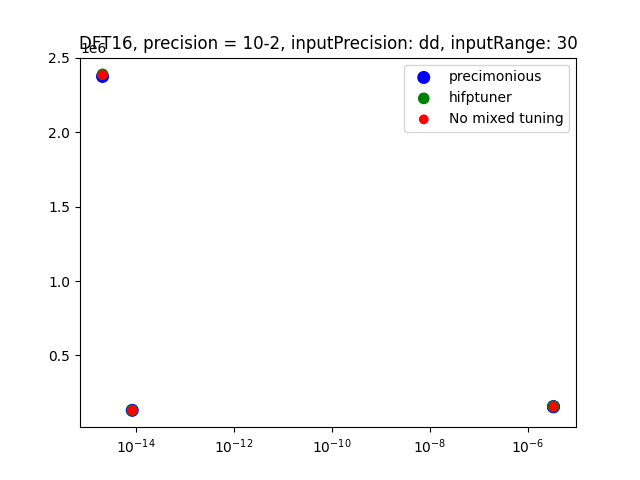 DFT16, precision = 10-2, inputPrecision: dd, inputRange: 30
1e6
2.5
2.0
1.5
1.0
0.5
precimonious
hifptuner
No mixed tuning
10⁻¹⁴ 10⁻¹² 10⁻¹⁰ 10⁻⁸ 10⁻⁶